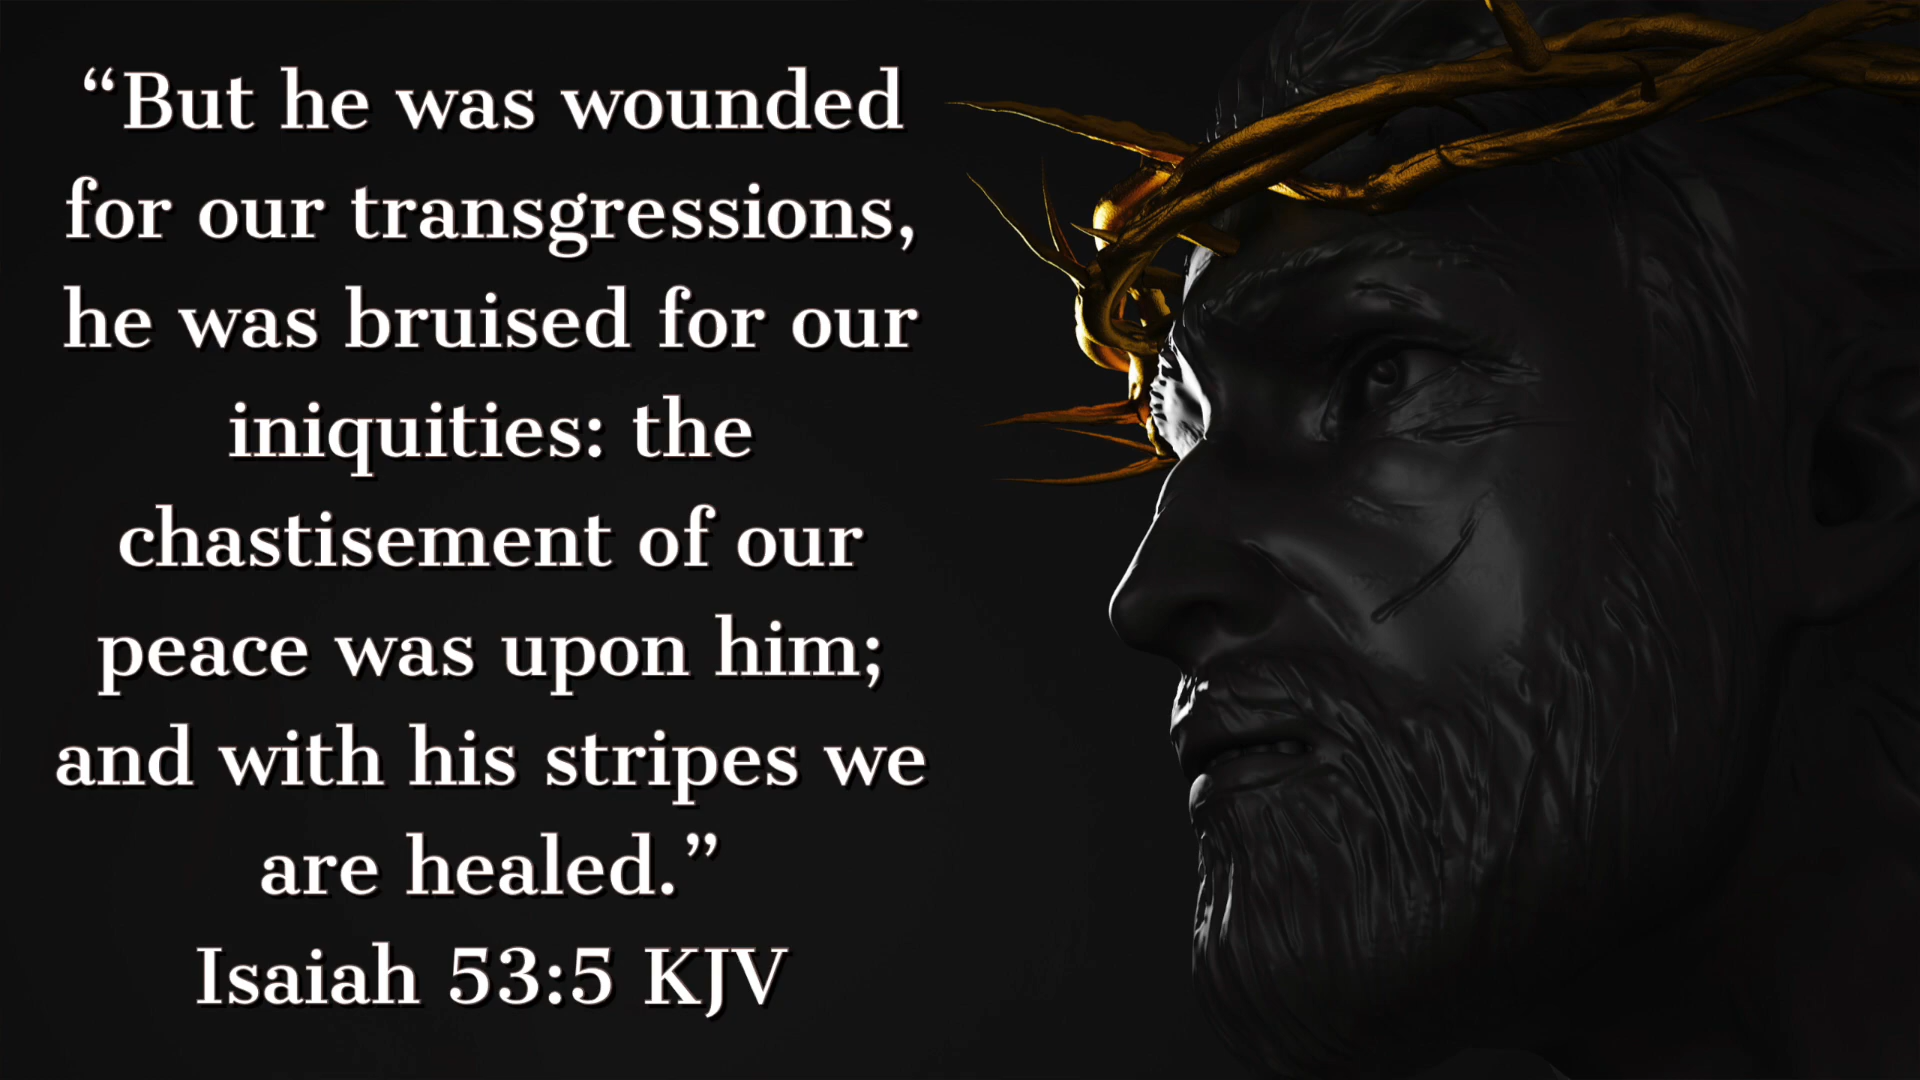 “But he was wounded
for our transgressions,
he was bruised for our
iniquities: the
chastisement of our
peace was upon him;
and with his stripes we
are healed.”
Isaiah 53:5 KJV